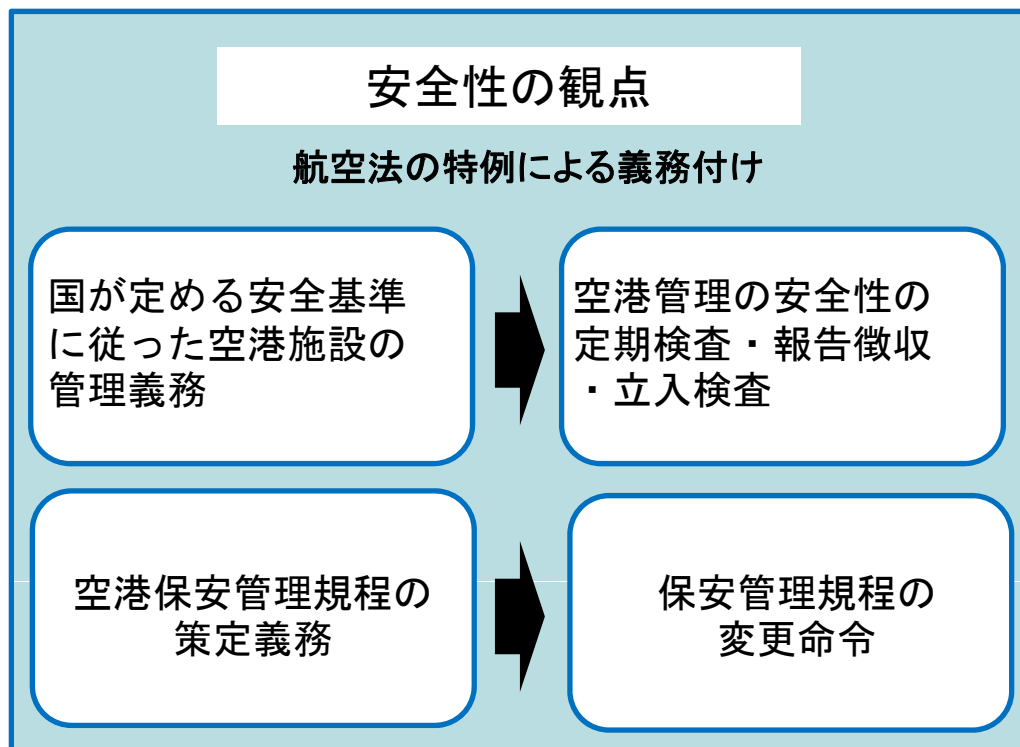 安全性の観点
航空法の特例による義務付け
国が定める安全基準
に従った空港施設の
管理義務
空港管理の安全性の
定期検査・報告徴収
・立入検査
空港保安管理規程の
策定義務
保安管理規程の
変更命令